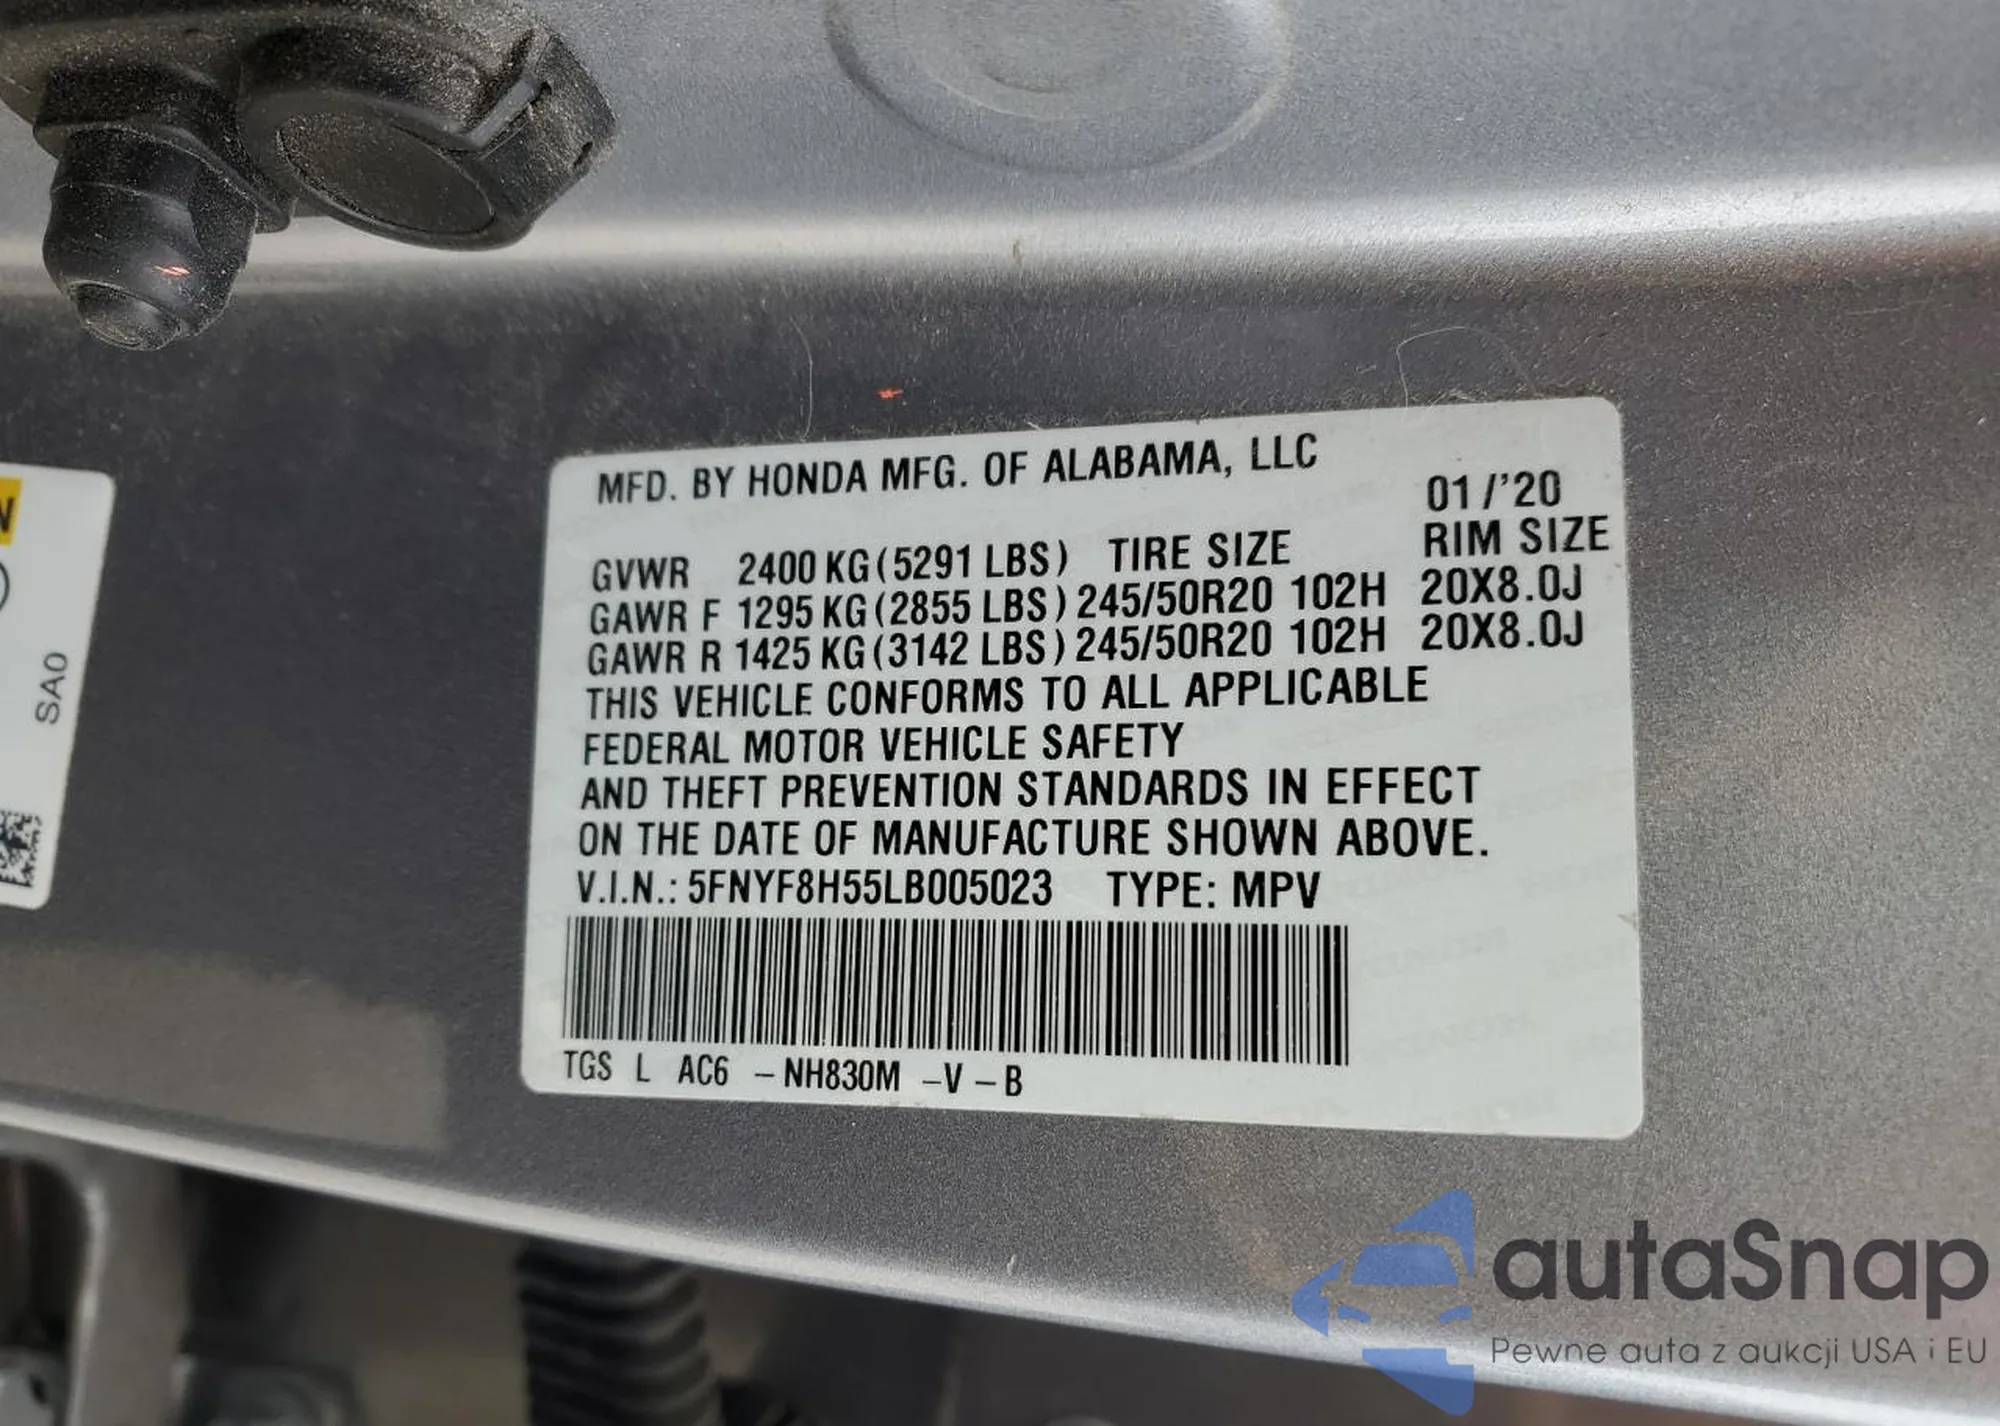 N
SA0
MFD. BY HONDA MFG. OF ALABAMA, LLC
01/'20
GVWR 2400 KG (5291 LBS) TIRE SIZE RIM SIZE
GAWR F 1295 KG (2855 LBS) 245/50R20 102H 20X8.0J
GAWR R 1425 KG (3142 LBS) 245/50R20 102H 20X8.0J
THIS VEHICLE CONFORMS TO ALL APPLICABLE
FEDERAL MOTOR VEHICLE SAFETY
AND THEFT PREVENTION STANDARDS IN EFFECT
ON THE DATE OF MANUFACTURE SHOWN ABOVE.
V.I.N.: 5FNYF8H55LB005023 TYPE: MPV
TGS L AC6 -NH830M -V -B
autaSnap
Pewne auta z aukcji USA i EU